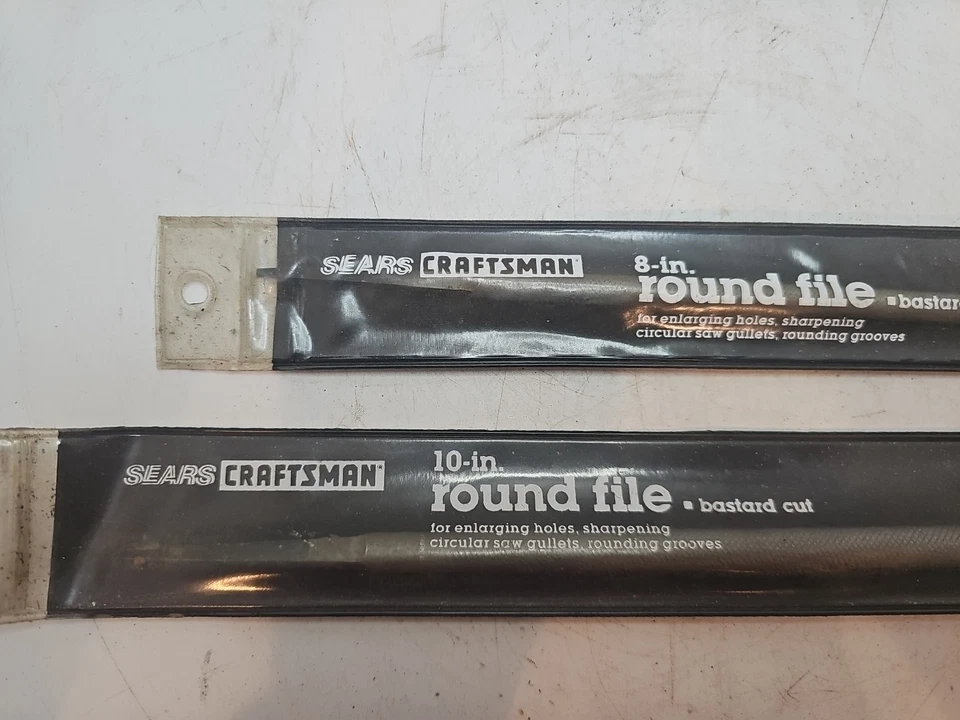 SEARS CRAFTSMAN
8-in.
round file ▪ bastar
for enlarging holes, sharpening
circular saw gullets, rounding grooves
SEARS CRAFTSMAN
10-in.
round file ▪ bastard cut
for enlarging holes, sharpening
circular saw gullets, rounding grooves